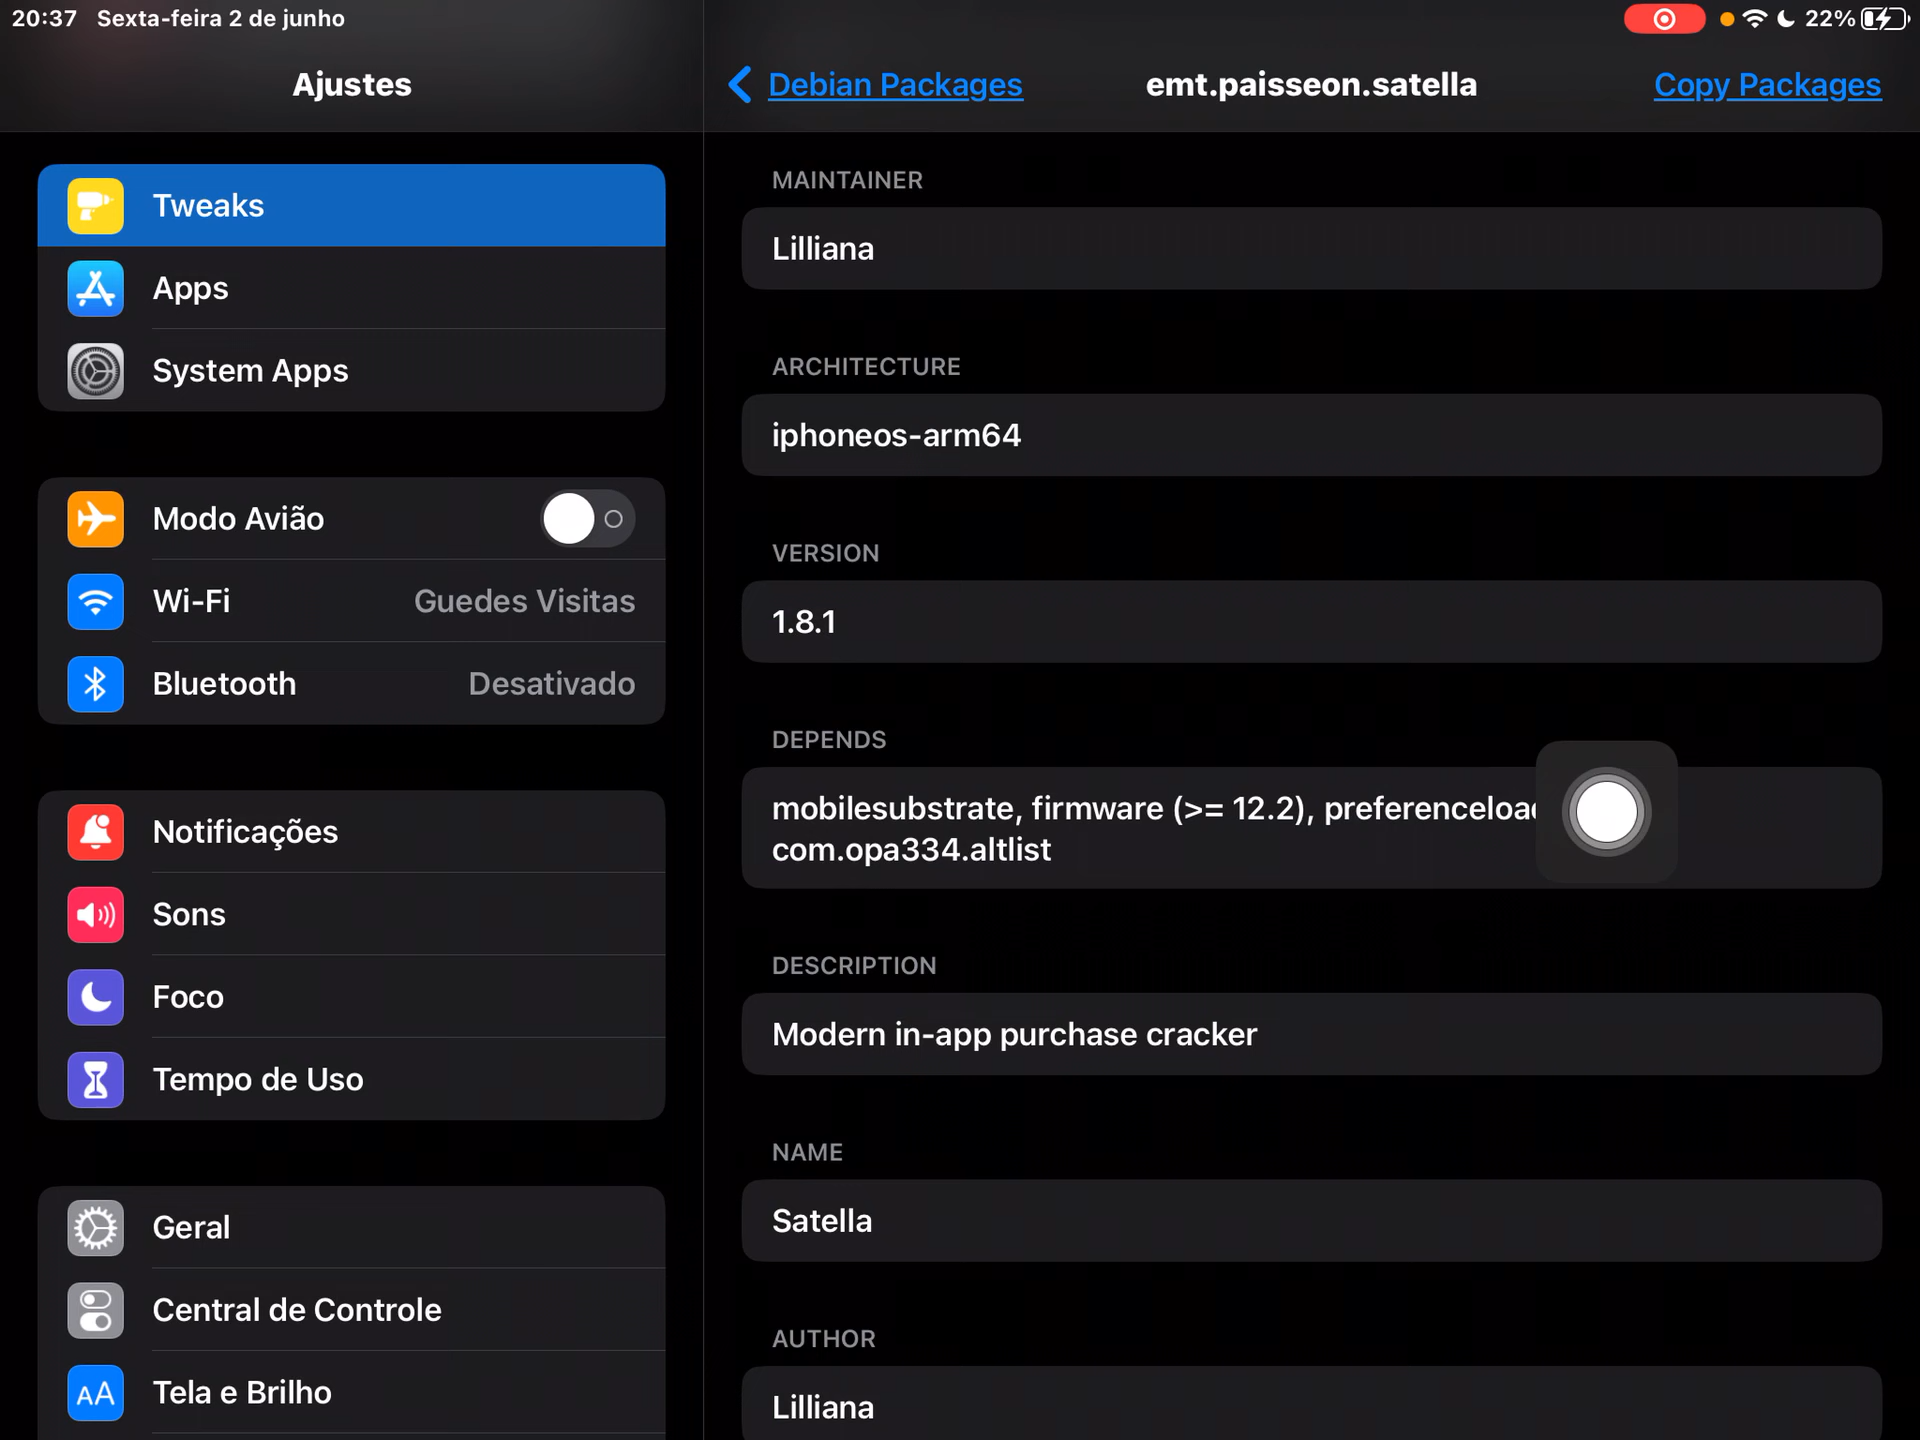 20:37 Sexta-feira 2 de junho
22%
Ajustes
Tweaks
Apps
System Apps
Modo Avião
Wi-Fi Guedes Visitas
Bluetooth Desativado
Notificações
Sons
Foco
Tempo de Uso
Geral
Central de Controle
AA Tela e Brilho
Debian Packages emt.paisseon.satella Copy Packages
MAINTAINER
Lilliana
ARCHITECTURE
iphoneos-arm64
VERSION
1.8.1
DEPENDS
mobilesubstrate, firmware (>= 12.2),
com.opa334.altlist
DESCRIPTION
Modern in-app purchase cracker
NAME
Satella
AUTHOR
Lilliana